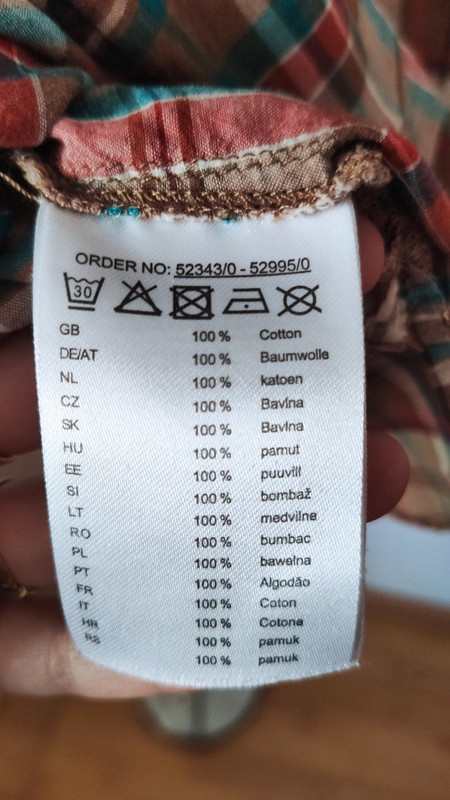 ORDER NO: 52343/0 - 52995/0
30
GB 100 % Cotton
DE/AT 100 % Baumwolle
NL 100 % katoen
CZ 100 % Bavlna
SK 100 % Bavlna
HU 100 % pamut
EE 100 % puuvill
SI 100 % bombaž
LT 100 % medvilne
RO 100 % bumbac
PL 100 % bawełna
PT 100 % Algodão
FR 100 % Coton
IT 100 % Cotone
HR 100 % pamuk
RS 100 % pamuk